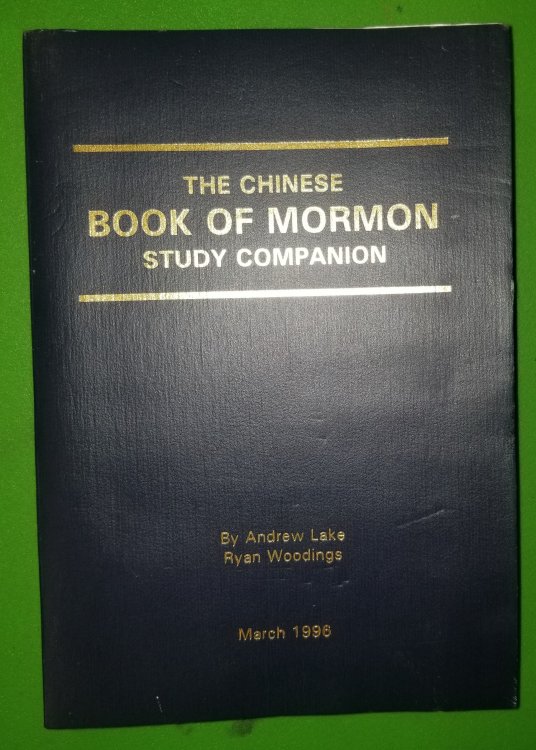 THE CHINESE
BOOK OF MORMON
STUDY COMPANION
By Andrew Lake
Ryan Woodings
March 1996